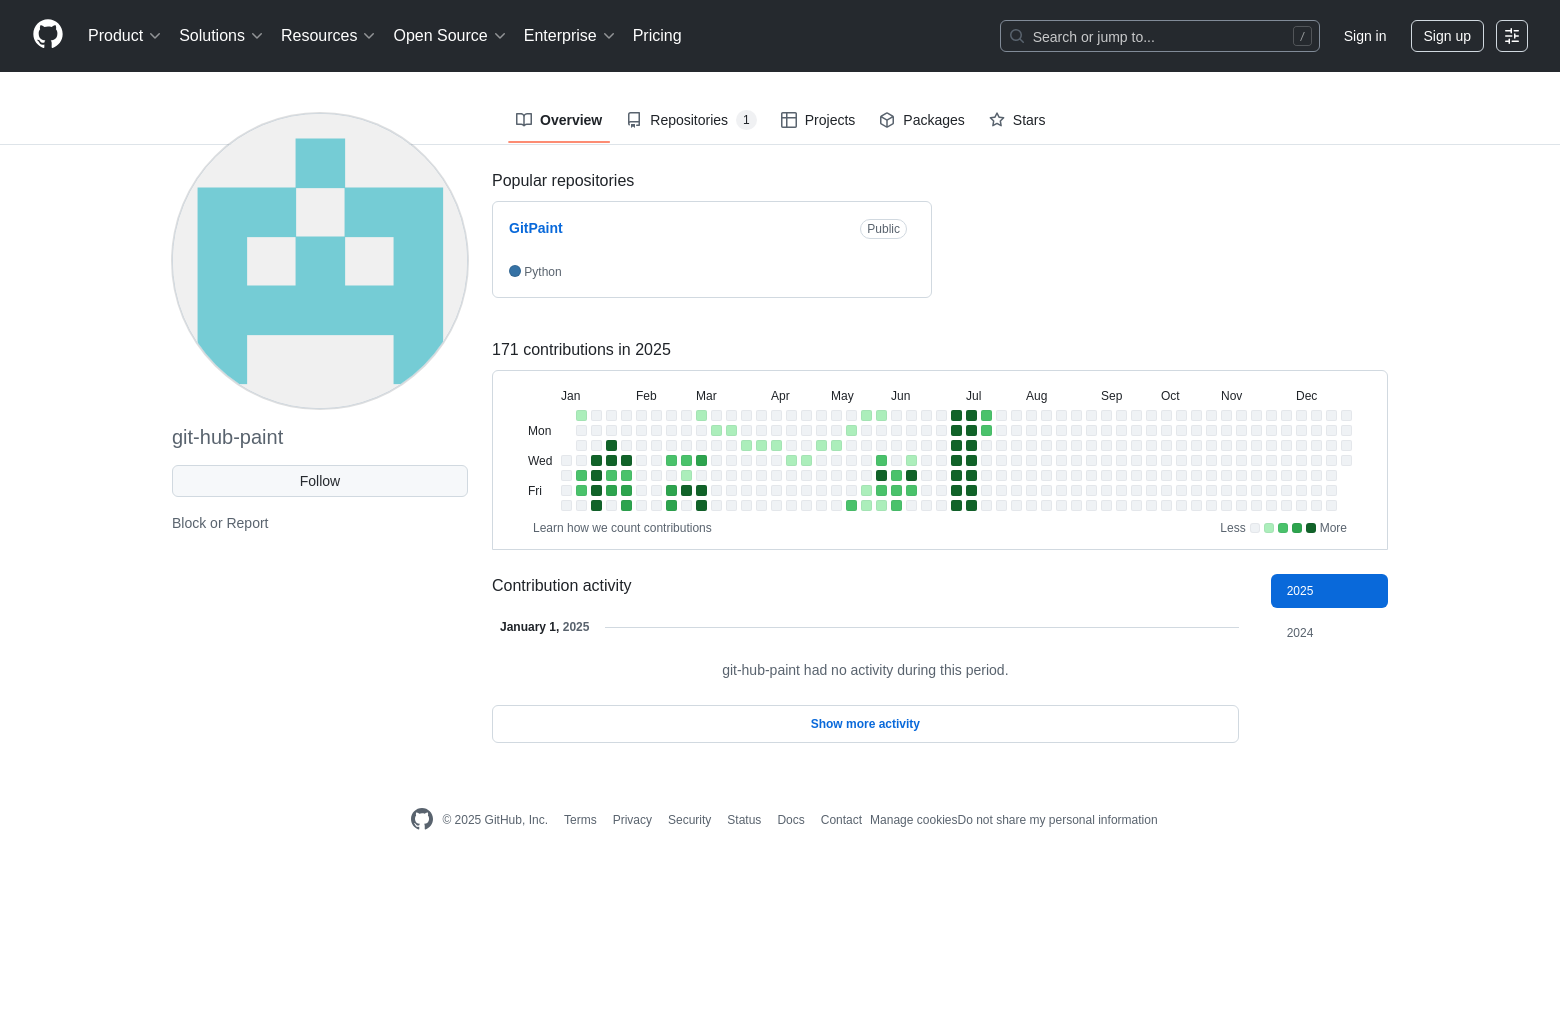 Product Solutions Resources Open Source Enterprise Pricing Search or jump to... / Sign in Sign up
Overview Repositories 1 Projects Packages Stars
Popular repositories
GitPaint Public
Python
171 contributions in 2025
Jan Feb Mar Apr May Jun Jul Aug Sep Oct Nov Dec
Mon
Wed
Fri
Learn how we count contributions Less More
git-hub-paint
Follow
Block or Report
Contribution activity
2025
2024
January 1, 2025
git-hub-paint had no activity during this period.
Show more activity
© 2025 GitHub, Inc. Terms Privacy Security Status Docs Contact Manage cookies Do not share my personal information